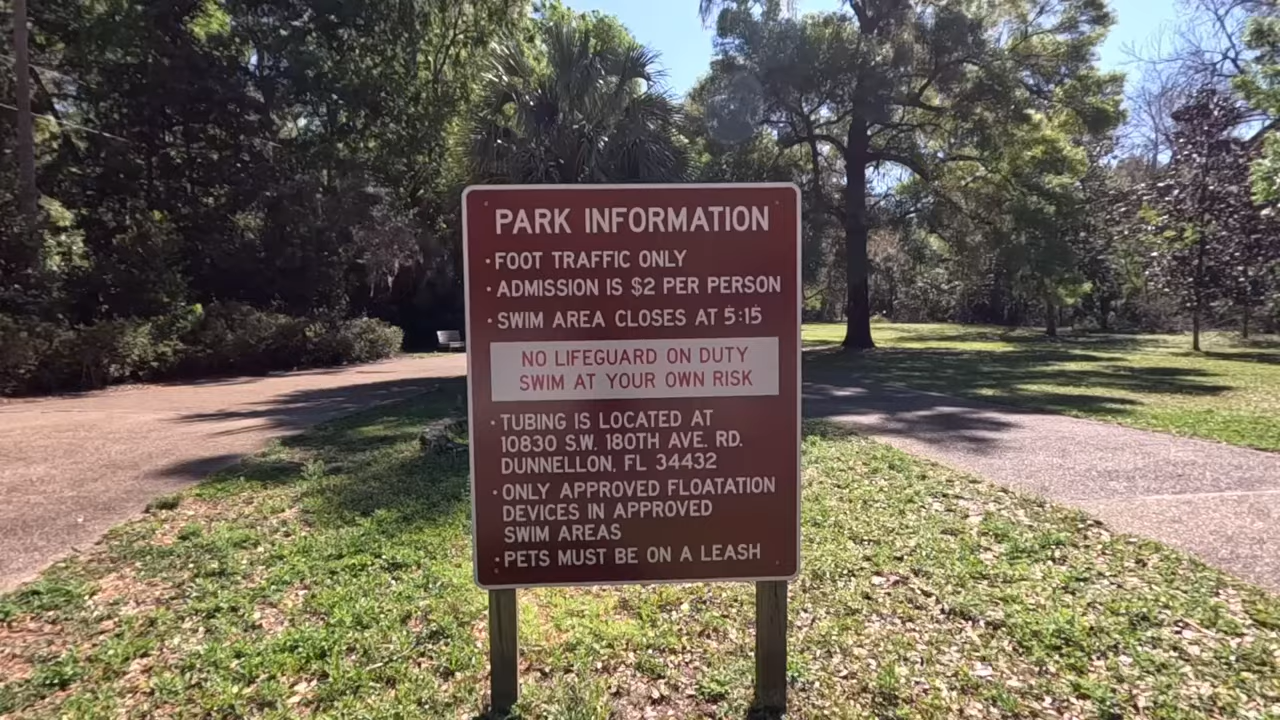 PARK INFORMATION
· FOOT TRAFFIC ONLY
· ADMISSION IS $2 PER PERSON
· SWIM AREA CLOSES AT 5:15
NO LIFEGUARD ON DUTY
SWIM AT YOUR OWN RISK
· TUBING IS LOCATED AT
10830 S.W. 180TH AVE. RD.
DUNNELLON, FL 34432
· ONLY APPROVED FLOATATION
DEVICES IN APPROVED
SWIM AREAS
· PETS MUST BE ON A LEASH